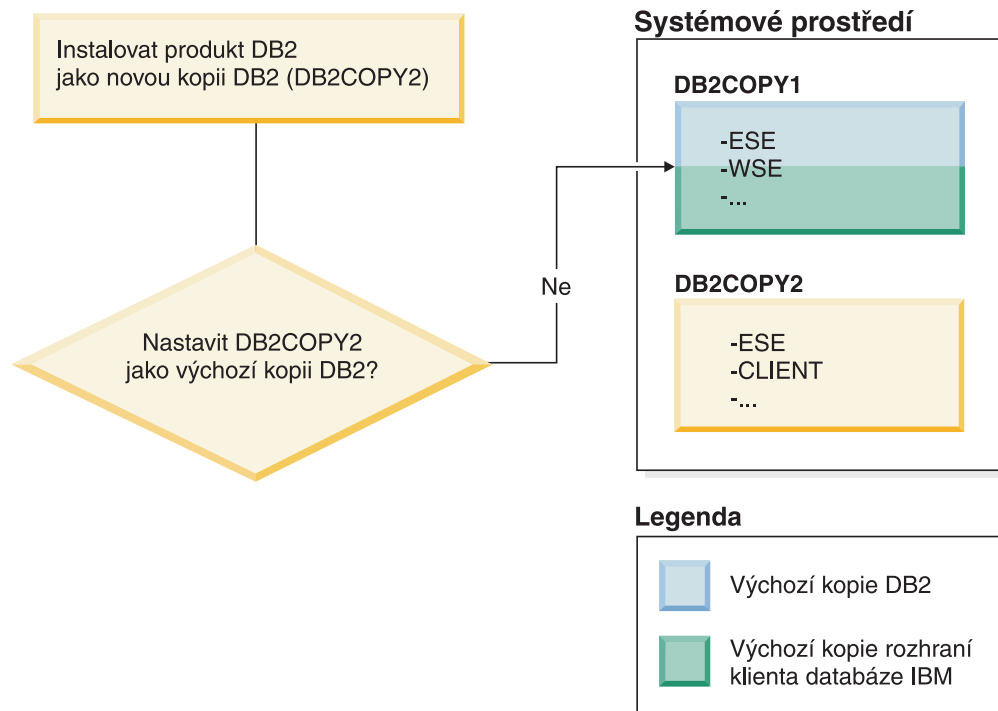 Instalovat produkt DB2
jako novou kopii DB2 (DB2COPY2)
Nastavit DB2COPY2
jako výchozí kopii DB2?
Ne
Systémové prostředí
DB2COPY1
-ESE
-WSE
-...
DB2COPY2
-ESE
-CLIENT
-...
Legenda
Výchozí kopie DB2
Výchozí kopie rozhraní
klienta databáze IBM